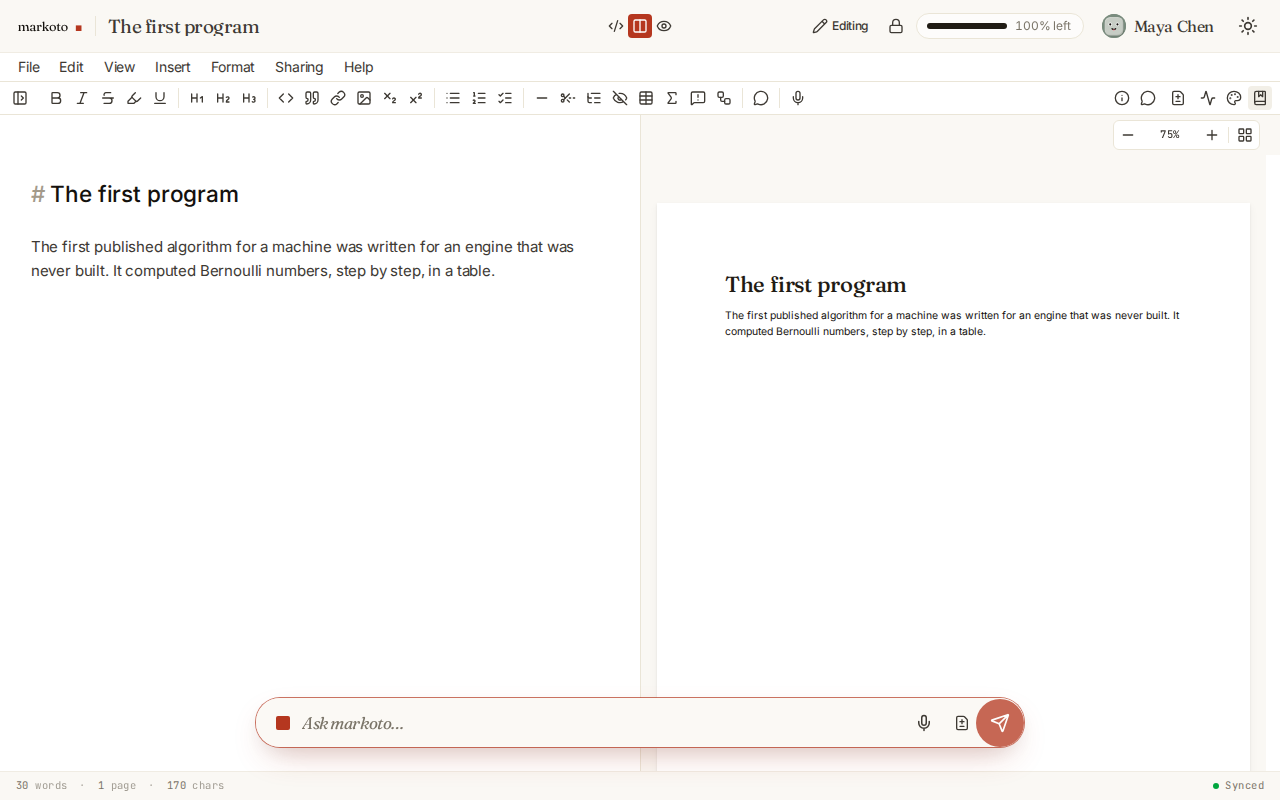 markoto
The first program
Editing
100% left
Maya Chen
File Edit View Insert Format Sharing Help
H1 H2 H3
75%
# The first program
The first published algorithm for a machine was written for an engine that was
never built. It computed Bernoulli numbers, step by step, in a table.
The first program
The first published algorithm for a machine was written for an engine that was never built. It
computed Bernoulli numbers, step by step, in a table.
Ask markoto...
30 words · 1 page · 170 chars
Synced